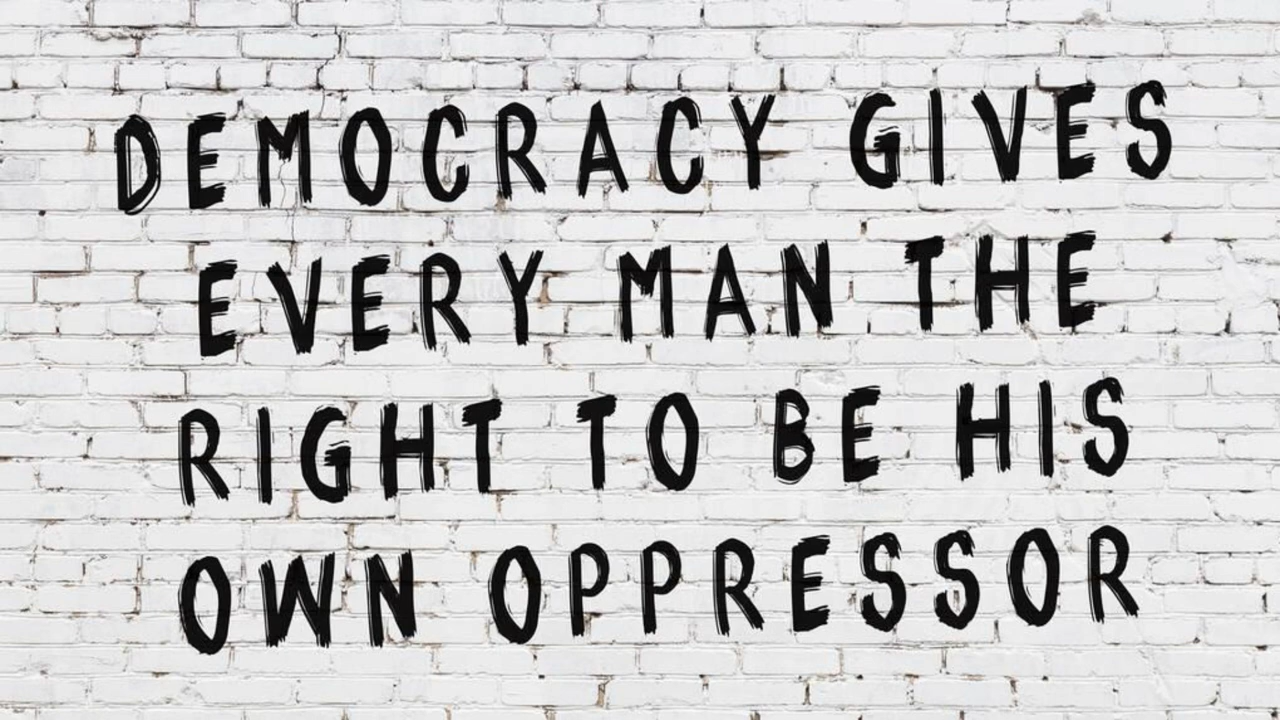 DEMOCRACY GIVES
EVERY MAN THE
RIGHT TO BE HIS
OWN OPPRESSOR